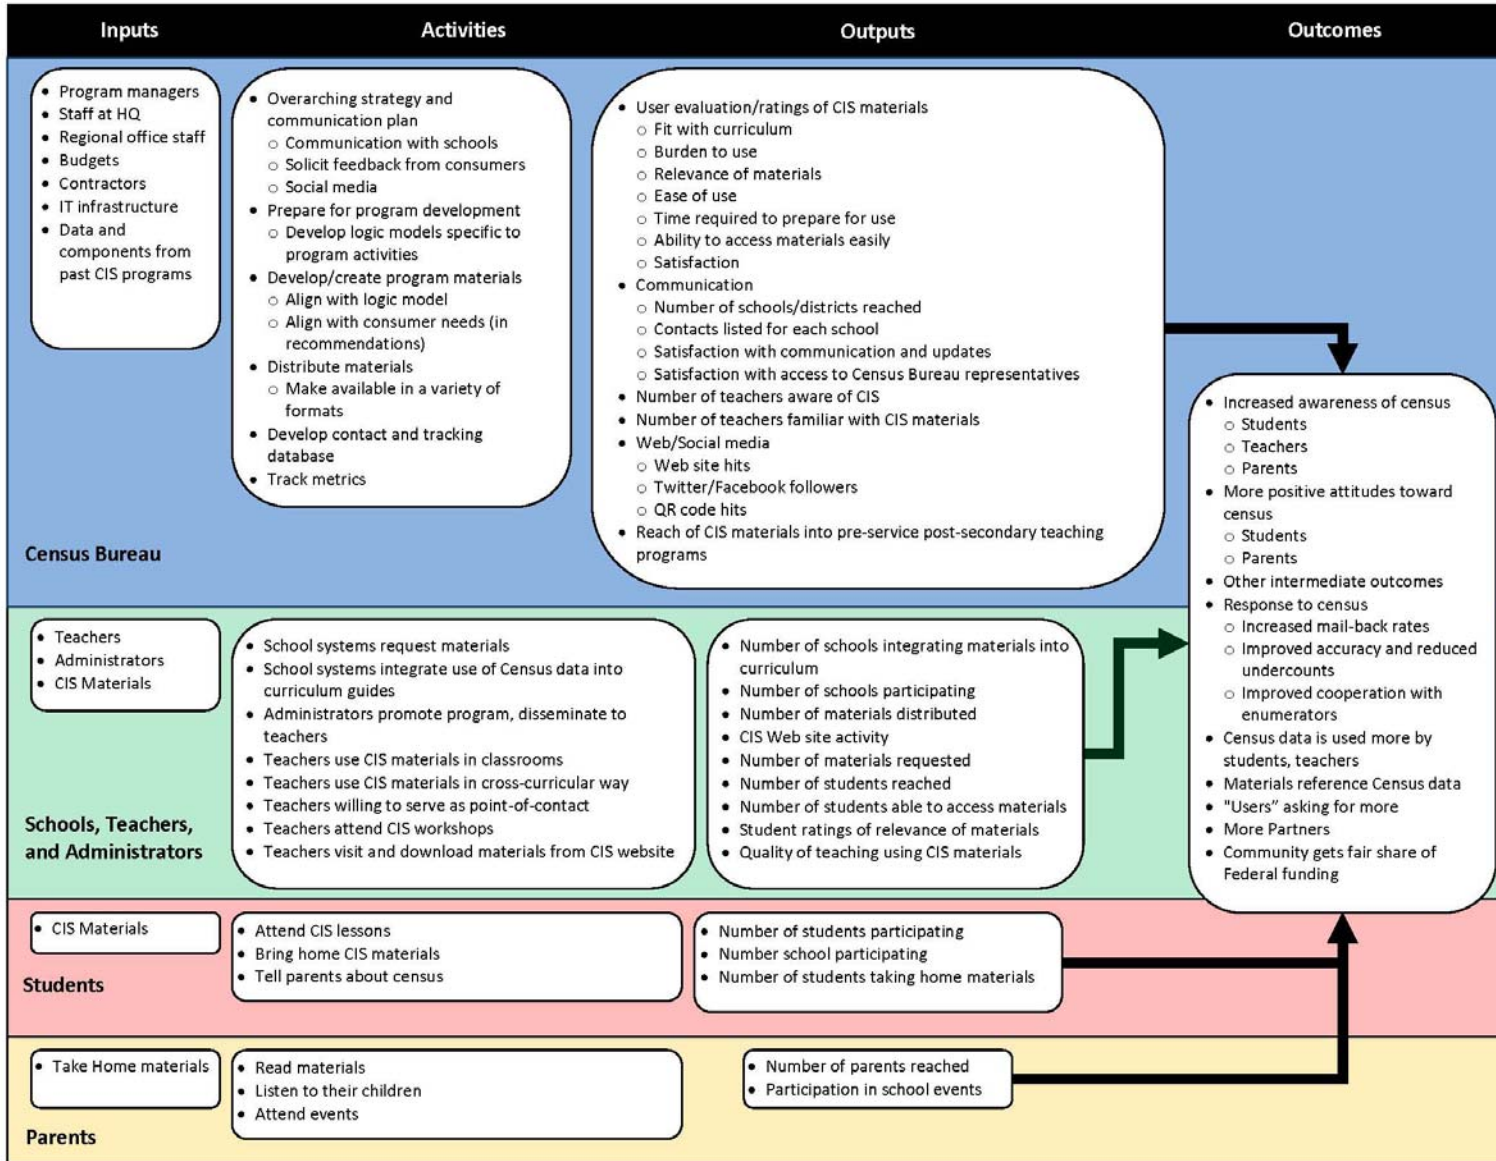 Inputs
Activities
Outputs
Outcomes
• Program managers
• Staff at HQ
• Regional office staff
• Budgets
• Contractors
• IT infrastructure
• Data and
components from
past CIS programs
• Overarching strategy and
communication plan
○ Communication with schools
○ Solicit feedback from consumers
○ Social media
• Prepare for program development
○ Develop logic models specific to
program activities
• Develop/create program materials
○ Align with logic model
○ Align with consumer needs (in
recommendations)
• Distribute materials
○ Make available in a variety of
formats
• Develop contact and tracking
database
• Track metrics
• User evaluation/ratings of CIS materials
○ Fit with curriculum
○ Burden to use
○ Relevance of materials
○ Ease of use
○ Time required to prepare for use
○ Ability to access materials easily
○ Satisfaction
• Communication
○ Number of schools/districts reached
○ Contacts listed for each school
○ Satisfaction with communication and updates
○ Satisfaction with access to Census Bureau representatives
• Number of teachers aware of CIS
• Number of teachers familiar with CIS materials
• Web/Social media
○ Web site hits
○ Twitter/Facebook followers
○ QR code hits
• Reach of CIS materials into pre-service post-secondary teaching
programs
Census Bureau
• Teachers
• Administrators
• CIS Materials
• School systems request materials
• School systems integrate use of Census data into
curriculum guides
• Administrators promote program, disseminate to
teachers
• Teachers use CIS materials in classrooms
• Teachers use CIS materials in cross-curricular way
• Teachers willing to serve as point-of-contact
• Teachers attend CIS workshops
• Teachers visit and download materials from CIS website
• Number of schools integrating materials into
curriculum
• Number of schools participating
• Number of materials distributed
• CIS Web site activity
• Number of materials requested
• Number of students reached
• Number of students able to access materials
• Student ratings of relevance of materials
• Quality of teaching using CIS materials
Schools, Teachers,
and Administrators
• CIS Materials
• Attend CIS lessons
• Bring home CIS materials
• Tell parents about census
• Number of students participating
• Number school participating
• Number of students taking home materials
Students
• Take Home materials
• Read materials
• Listen to their children
• Attend events
• Number of parents reached
• Participation in school events
Parents
• Increased awareness of census
○ Students
○ Teachers
○ Parents
• More positive attitudes toward
census
○ Students
○ Parents
• Other intermediate outcomes
• Response to census
○ Increased mail-back rates
○ Improved accuracy and reduced
undercounts
○ Improved cooperation with
enumerators
• Census data is used more by
students, teachers
• Materials reference Census data
• "Users” asking for more
• More Partners
• Community gets fair share of
Federal funding